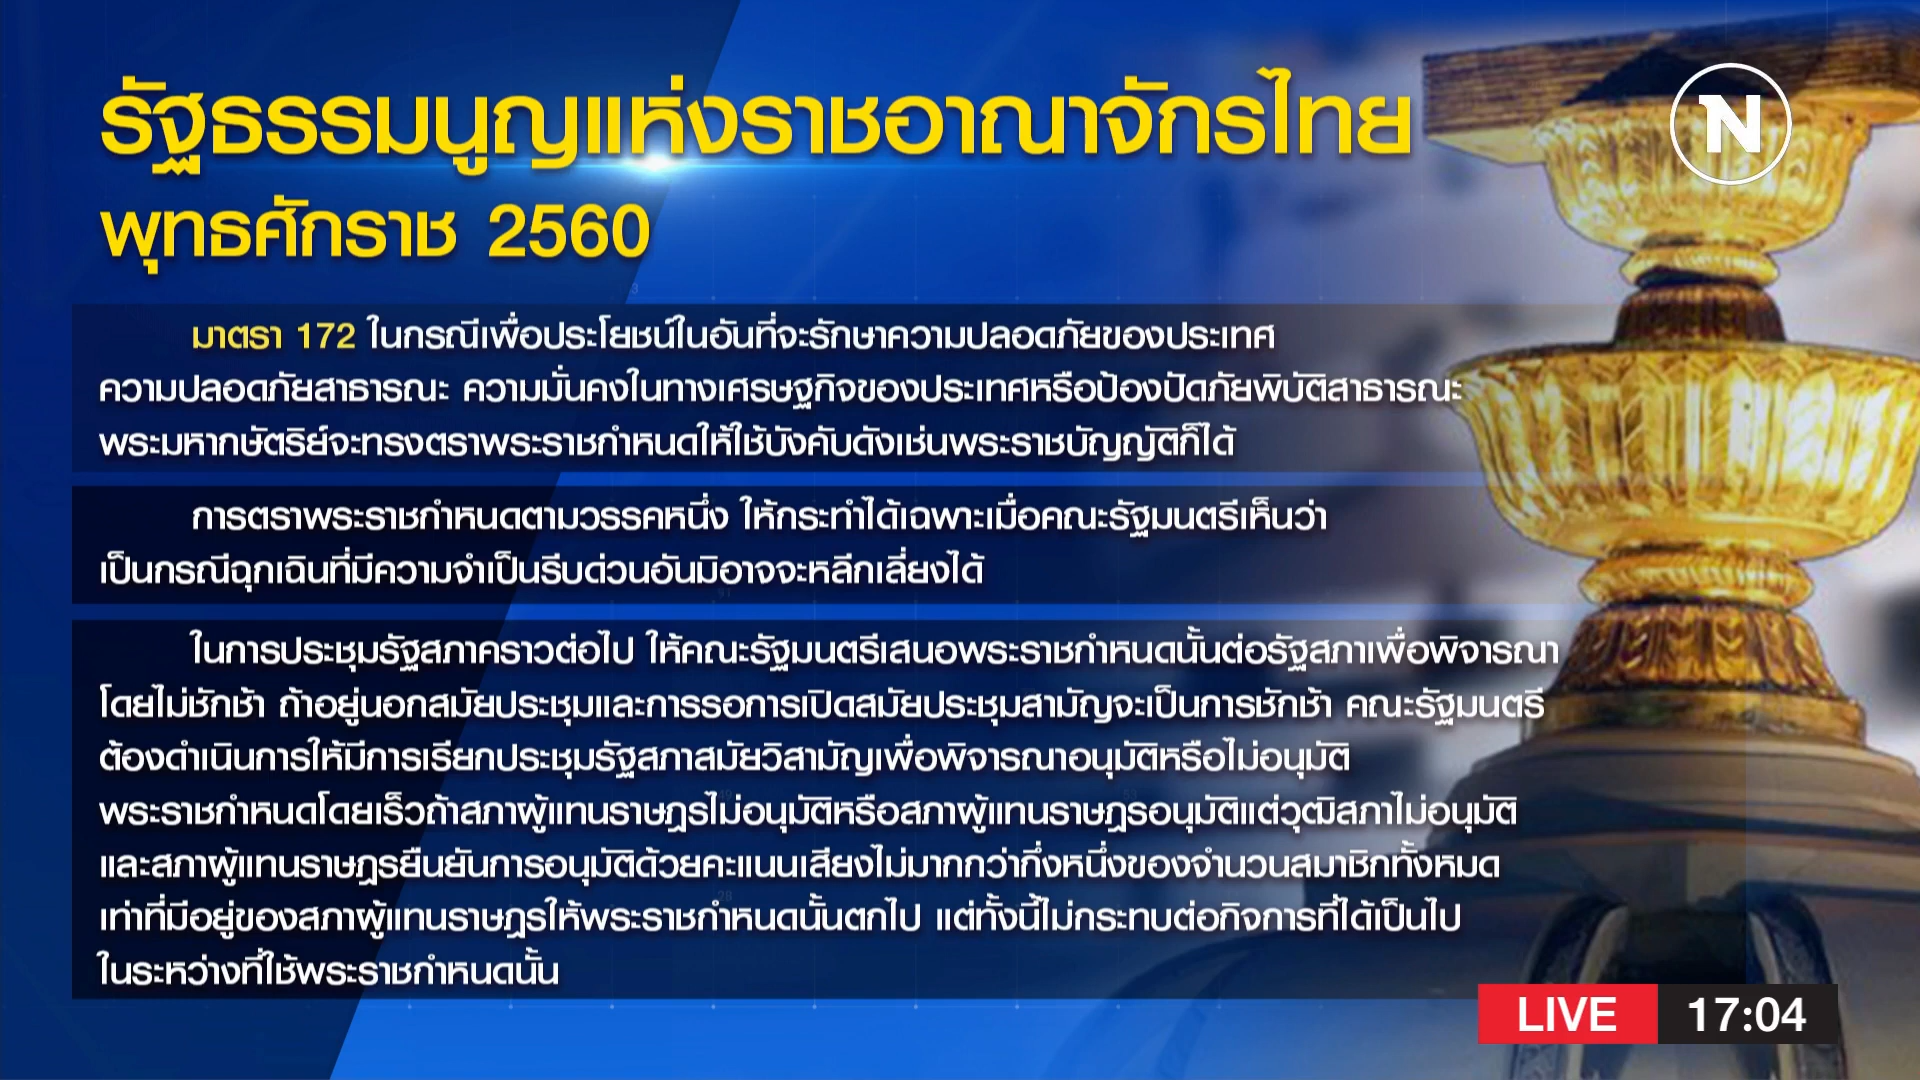 รัฐธรรมนูญแห่งราชอาณาจักรไทย
พุทธศักราช 2560
N
มาตรา 172 ในกรณีเพื่อประโยชน์ในอันที่จะรักษาความปลอดภัยของประเทศ
ความปลอดภัยสาธารณะ ความมั่นคงในทางเศรษฐกิจของประเทศหรือป้องปัดภัยพิบัติสาธารณะ
พระมหากษัตริย์จะทรงตราพระราชกำหนดให้ใช้บังคับดังเช่นพระราชบัญญัติก็ได้
การตราพระราชกำหนดตามวรรคหนึ่ง ให้กระทำได้เฉพาะเมื่อคณะรัฐมนตรีเห็นว่า
เป็นกรณีฉุกเฉินที่มีความจำเป็นรีบด่วนอันมิอาจจะหลีกเลี่ยงได้
ในการประชุมรัฐสภาคราวต่อไป ให้คณะรัฐมนตรีเสนอพระราชกำหนดนั้นต่อรัฐสภาเพื่อพิจารณา
โดยไม่ชักช้า ถ้าอยู่นอกสมัยประชุมและการรอการเปิดสมัยประชุมสามัญจะเป็นการชักช้า คณะรัฐมนตรี
ต้องดำเนินการให้มีการเรียกประชุมรัฐสภาสมัยวิสามัญเพื่อพิจารณาอนุมัติหรือไม่อนุมัติ
พระราชกำหนดโดยเร็วถ้าสภาผู้แทนราษฎรไม่อนุมัติหรือสภาผู้แทนราษฎรอนุมัติแต่วุฒิสภาไม่อนุมัติ
และสภาผู้แทนราษฎรยืนยันการอนุมัติด้วยคะแนนเสียงไม่มากกว่ากึ่งหนึ่งของจำนวนสมาชิกทั้งหมด
เท่าที่มีอยู่ของสภาผู้แทนราษฎรให้พระราชกำหนดนั้นตกไป แต่ทั้งนี้ไม่กระทบต่อกิจการที่ได้เป็นไป
ในระหว่างที่ใช้พระราชกำหนดนั้น
LIVE 17:04